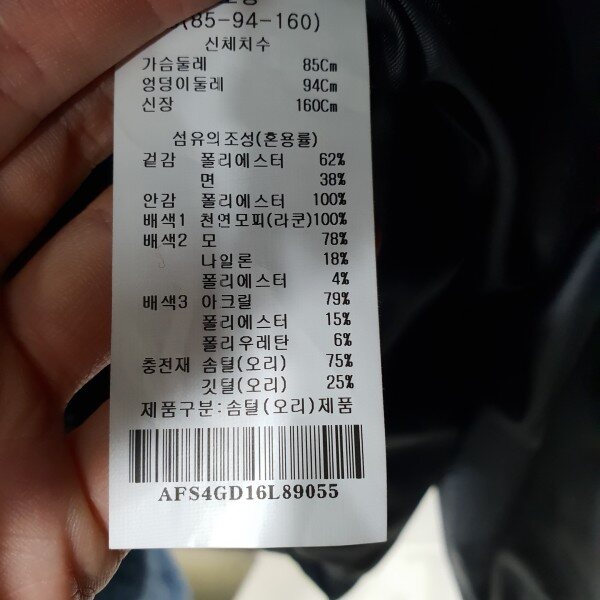 (85-94-160)
신체치수
가슴둘레 85Cm
엉덩이둘레 94Cm
신장 160Cm
섬유의조성(혼용률)
겉감 폴리에스터 62%
면 38%
안감 폴리에스터 100%
배색1 천연모피(라쿤)100%
배색2 모 78%
나일론 18%
폴리에스터 4%
배색3 아크릴 79%
폴리에스터 15%
폴리우레탄 6%
충전재 솜털(오리) 75%
깃털(오리) 25%
제품구분:솜털(오리)제품
AFS4GD16L89055